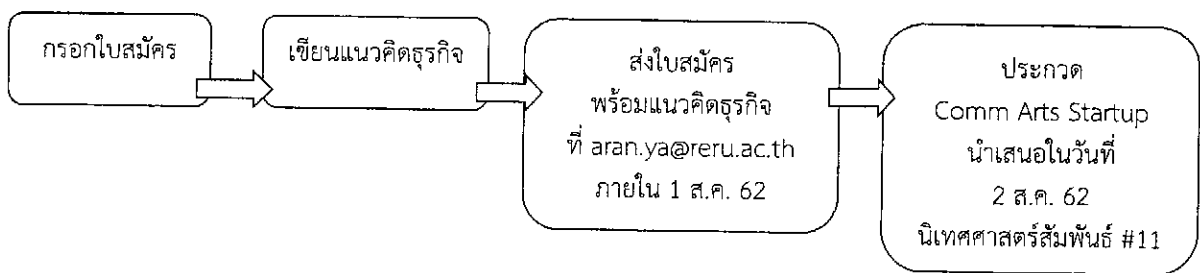 กรอกใบสมัคร
เขียนแนวคิดธุรกิจ
ส่งใบสมัคร
พร้อมแนวคิดธุรกิจ
ที่ aran.ya@reru.ac.th
ภายใน 1 ส.ค. 62
ประกวด
Comm Arts Startup
นำเสนอในวันที่
2 ส.ค. 62
นิเทศศาสตร์สัมพันธ์ #11